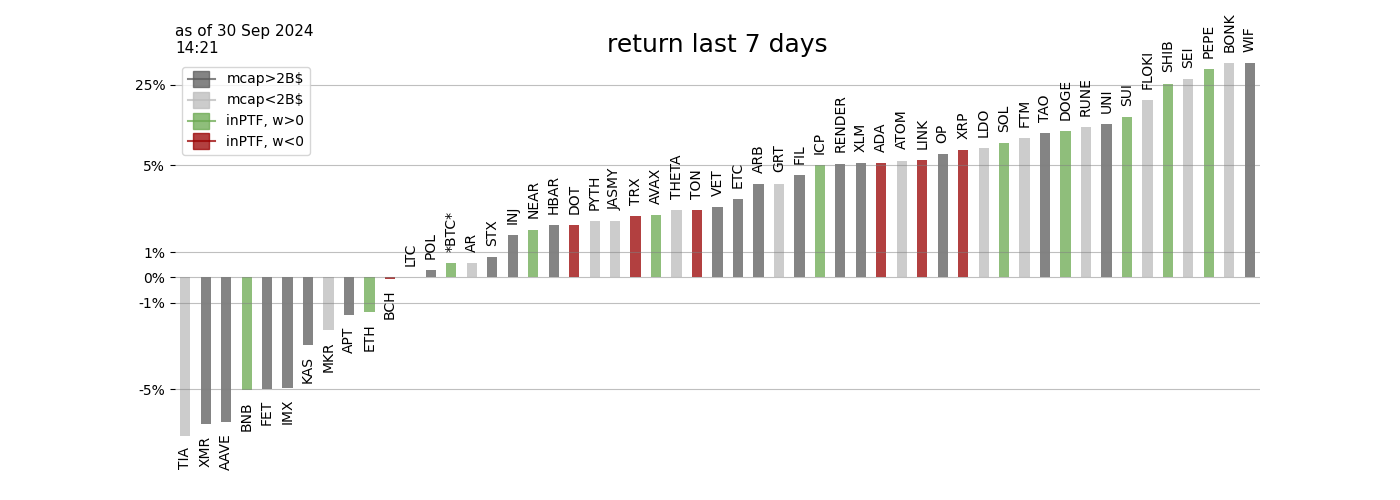 as of 30 Sep 2024
14:21
return last 7 days
mcap>2B$
mcap<2B$
inPTF, w>0
inPTF, w<0
25%
5%
1%
0%
-1%
-5%
TIA
XMR
AAVE
BNB
FET
IMX
KAS
MKR
APT
ETH
BCH
LTC
POL
*BTC*
AR
STX
INJ
NEAR
HBAR
DOT
PYTH
JASMY
TRX
AVAX
THETA
TON
VET
ETC
ARB
GRT
FIL
ICP
RENDER
XLM
ADA
ATOM
LINK
OP
XRP
LDO
SOL
FTM
TAO
DOGE
RUNE
UNI
SUI
FLOKI
SHIB
SEI
PEPE
BONK
WIF